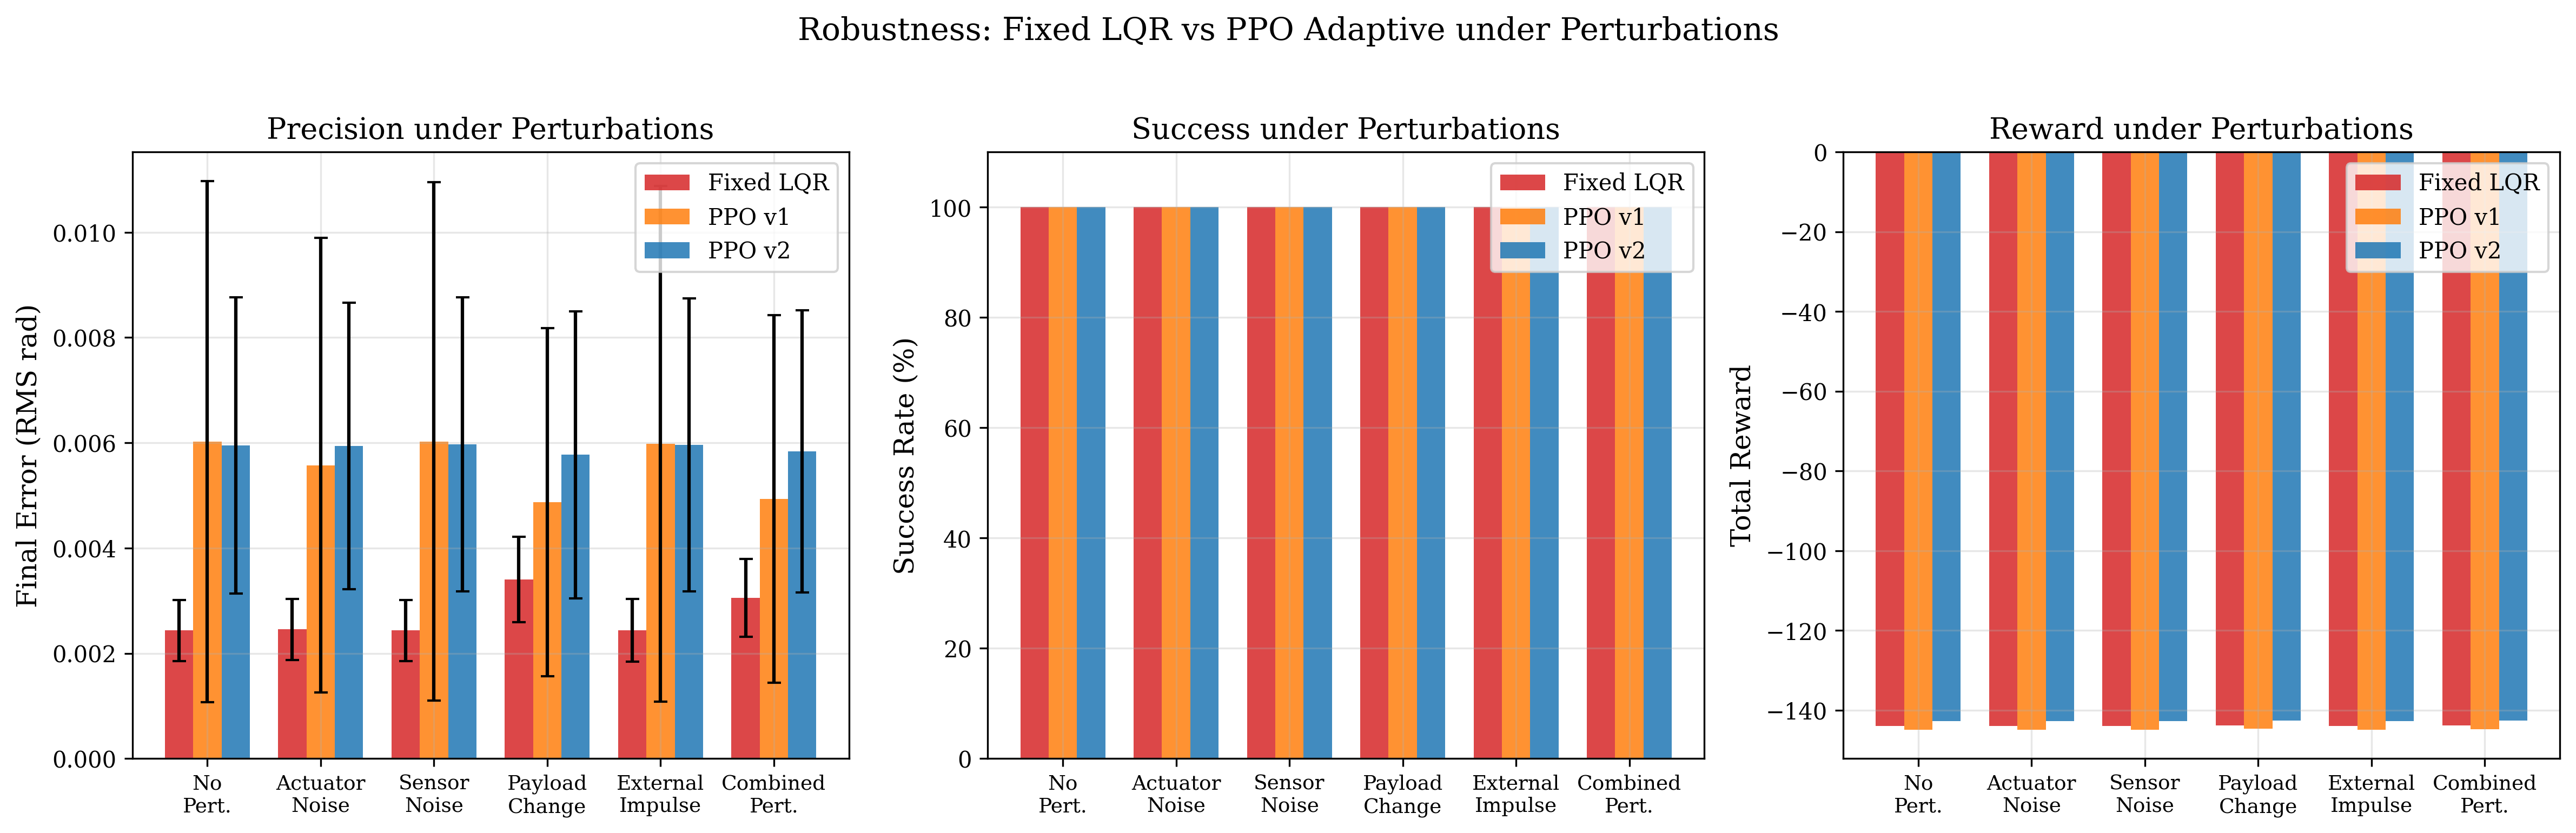 Robustness: Fixed LQR vs PPO Adaptive under Perturbations
Precision under Perturbations
Final Error (RMS rad)
0.010
0.008
0.006
0.004
0.002
0.000
Fixed LQR
PPO v1
PPO v2
No
Pert.
Actuator
Noise
Sensor
Noise
Payload
Change
External
Impulse
Combined
Pert.
Success under Perturbations
Success Rate (%)
100
80
60
40
20
0
Fixed LQR
PPO v1
PPO v2
No
Pert.
Actuator
Noise
Sensor
Noise
Payload
Change
External
Impulse
Combined
Pert.
Reward under Perturbations
Total Reward
0
−20
−40
−60
−80
−100
−120
−140
Fixed LQR
PPO v1
PPO v2
No
Pert.
Actuator
Noise
Sensor
Noise
Payload
Change
External
Impulse
Combined
Pert.